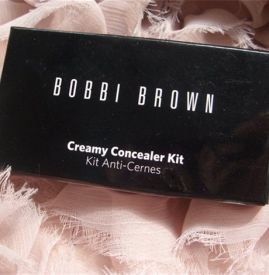 BOBBI BROWN
Creamy Concealer Kit
Kit Anti-Cernes